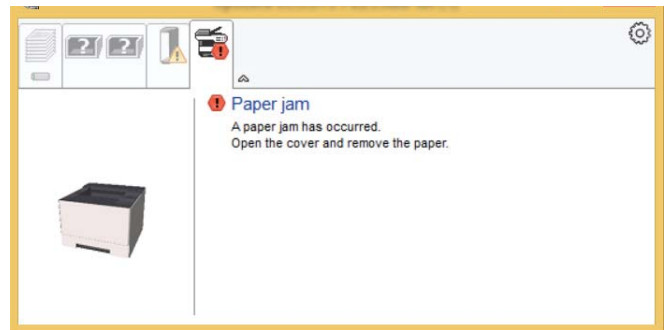 Paper jam
A paper jam has occurred.
Open the cover and remove the paper.